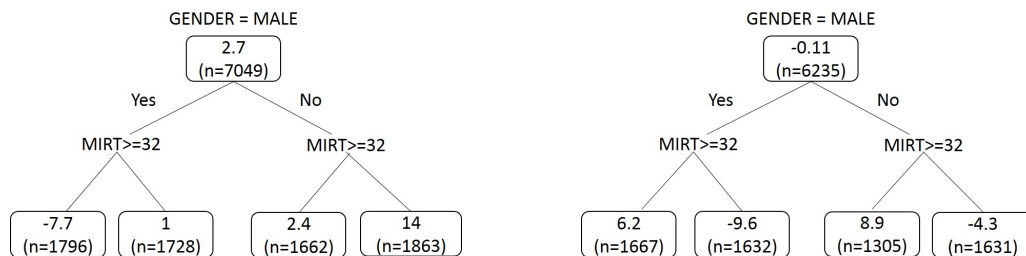 GENDER = MALE
2.7
(n=7049)
Yes
No
MIRT>=32
MIRT>=32
-7.7
(n=1796)
1
(n=1728)
2.4
(n=1662)
14
(n=1863)
GENDER = MALE
-0.11
(n=6235)
Yes
No
MIRT>=32
MIRT>=32
6.2
(n=1667)
-9.6
(n=1632)
8.9
(n=1305)
-4.3
(n=1631)